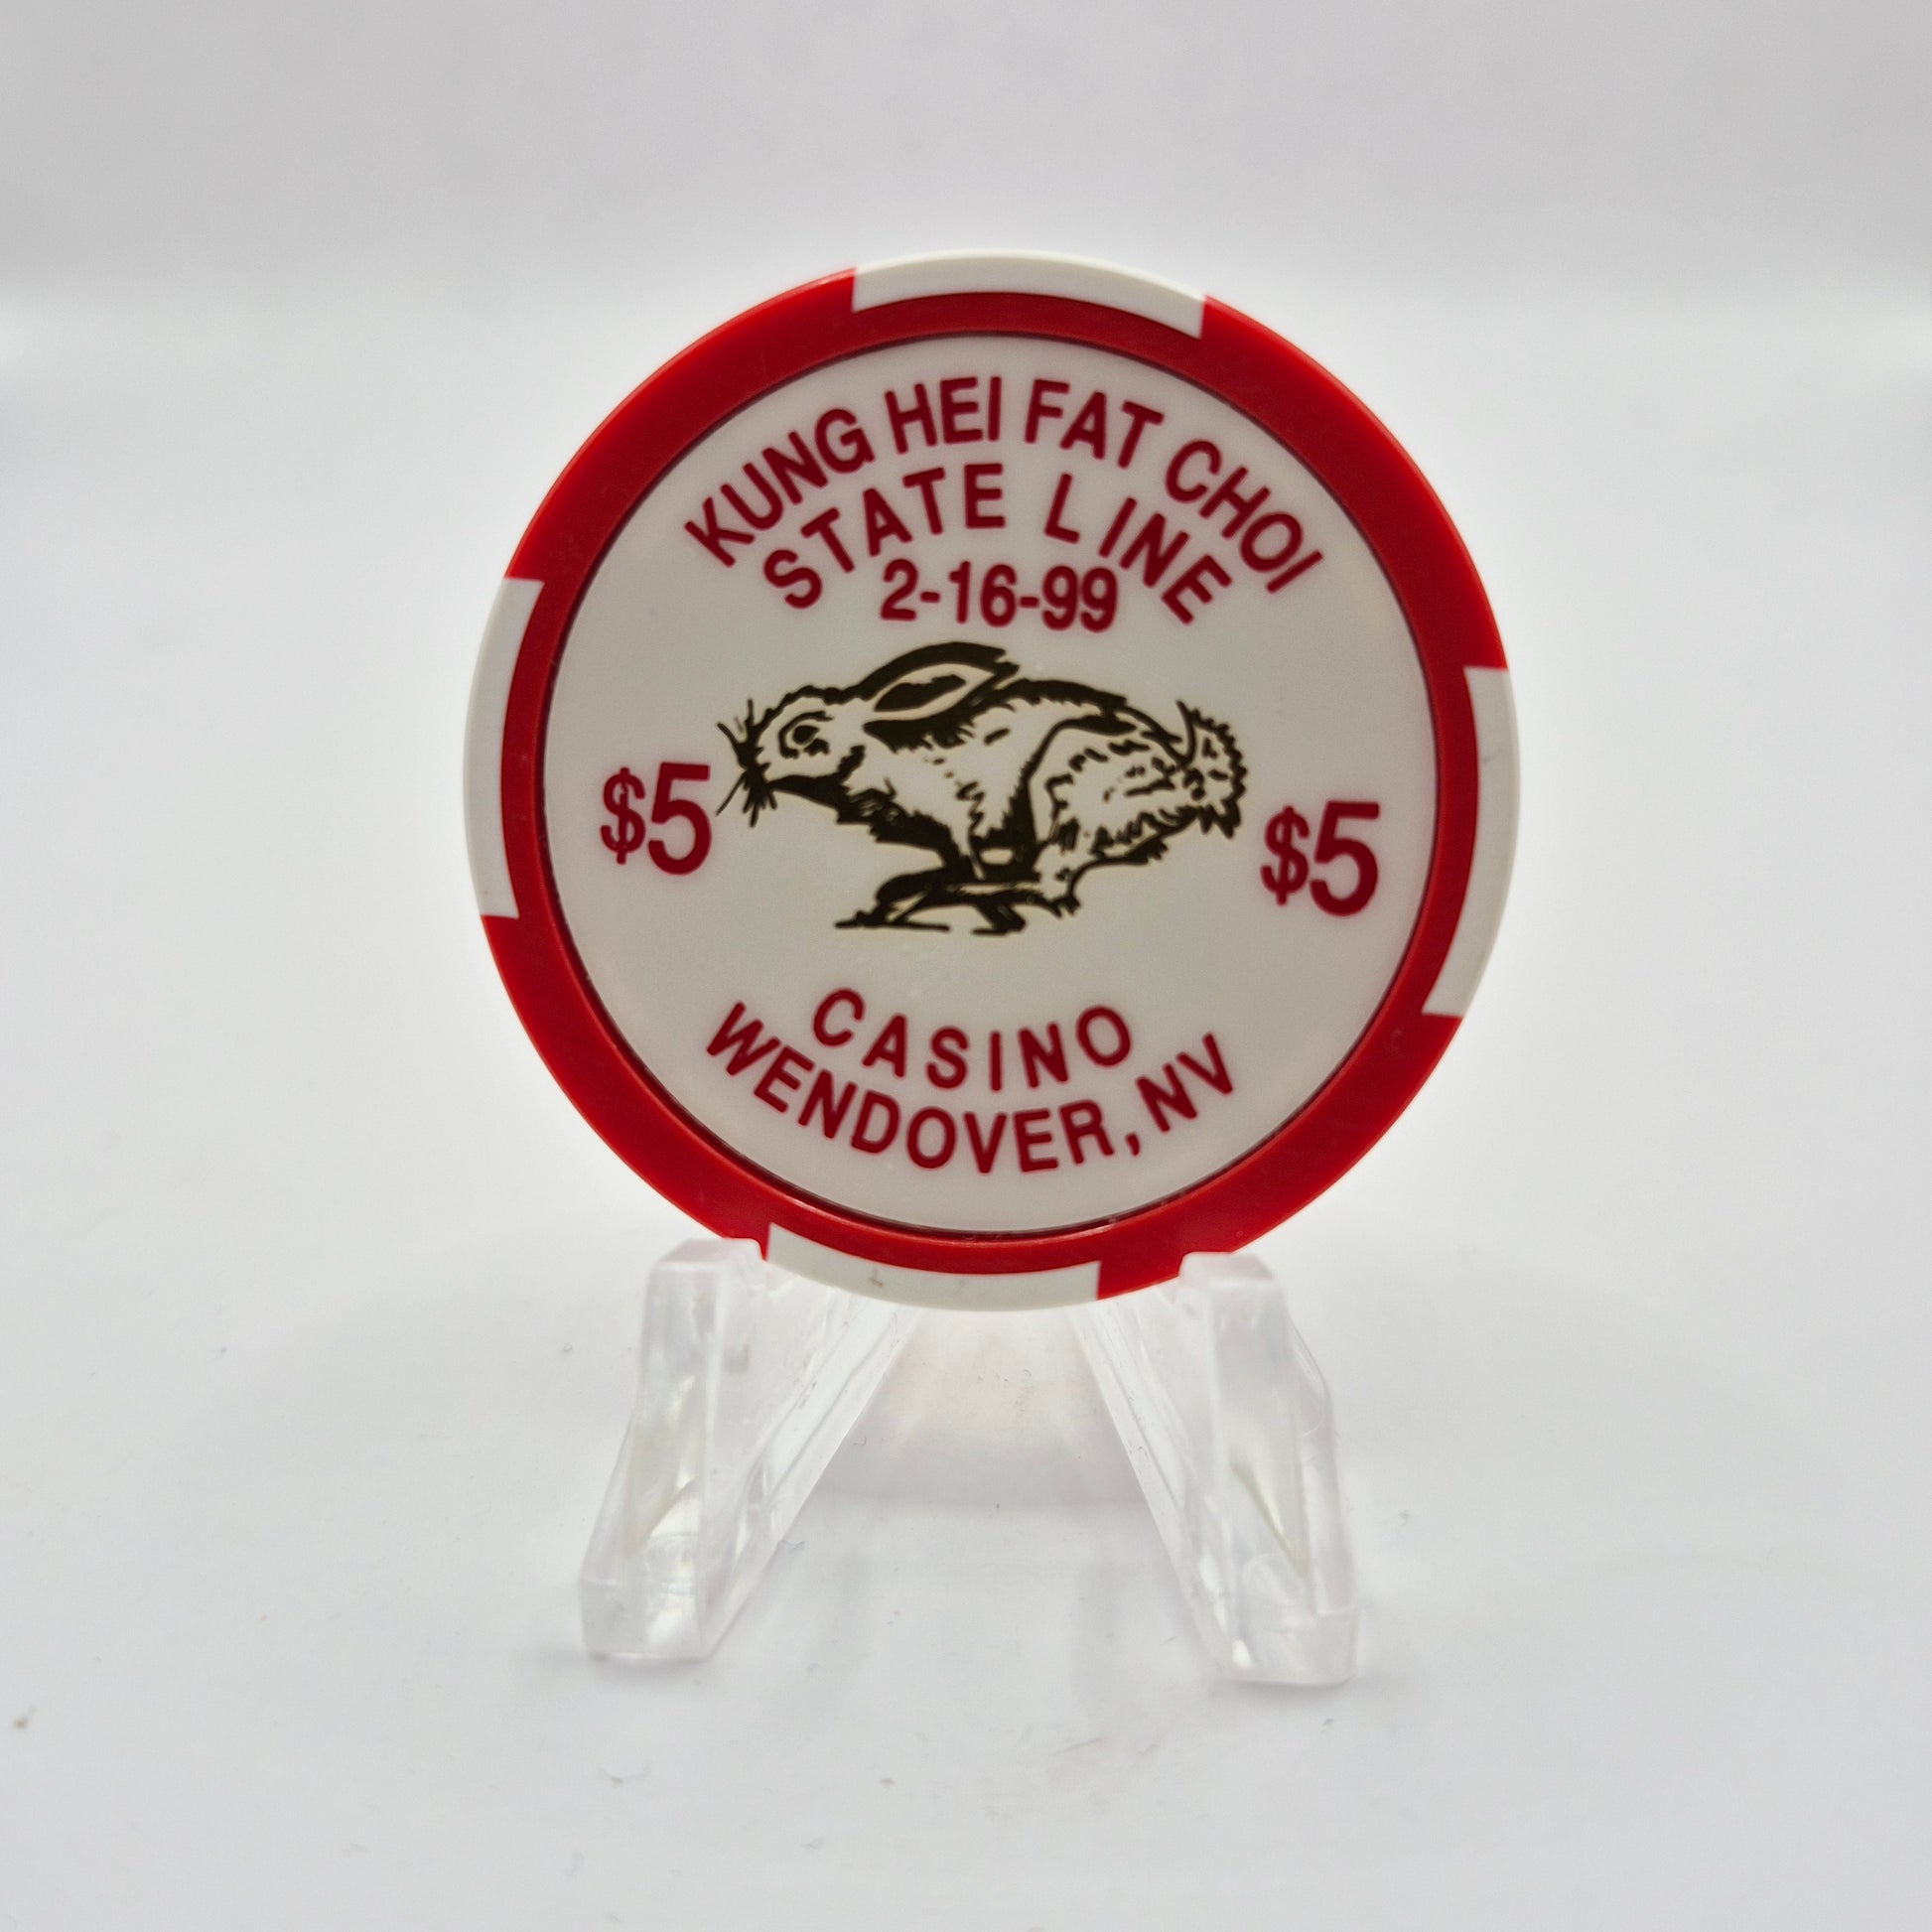 KUNG HEI FAT CHOI
STATE LINE
2-16-99
$5
$5
CASINO
WENDOVER, NV